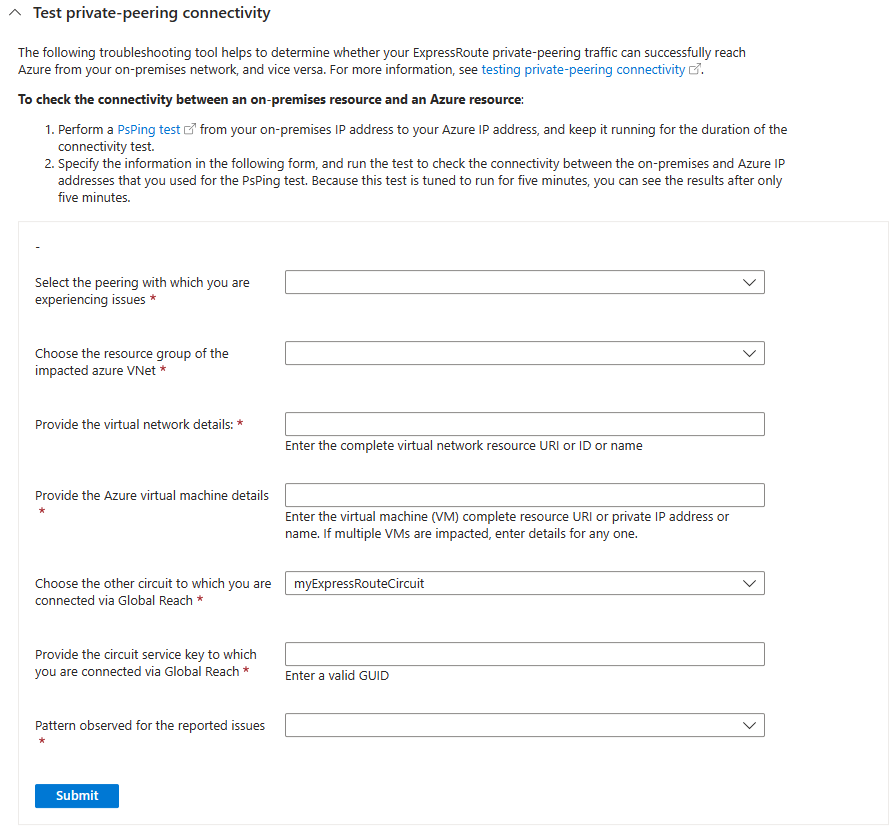 Test private-peering connectivity
The following troubleshooting tool helps to determine whether your ExpressRoute private-peering traffic can successfully reach
Azure from your on-premises network, and vice versa. For more information, see testing private-peering connectivity.
To check the connectivity between an on-premises resource and an Azure resource:
1. Perform a PsPing test from your on-premises IP address to your Azure IP address, and keep it running for the duration of the
connectivity test.
2. Specify the information in the following form, and run the test to check the connectivity between the on-premises and Azure IP
addresses that you used for the PsPing test. Because this test is tuned to run for five minutes, you can see the results after only
five minutes.
-
Select the peering with which you are
experiencing issues *
Choose the resource group of the
impacted azure VNet *
Provide the virtual network details: *
Enter the complete virtual network resource URI or ID or name
Provide the Azure virtual machine details
*
Enter the virtual machine (VM) complete resource URI or private IP address or
name. If multiple VMs are impacted, enter details for any one.
Choose the other circuit to which you are
connected via Global Reach *
myExpressRouteCircuit
Provide the circuit service key to which
you are connected via Global Reach *
Enter a valid GUID
Pattern observed for the reported issues
*
Submit